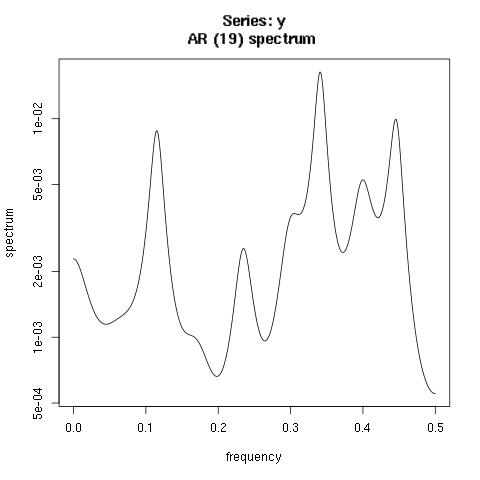 Series: y
AR (19) spectrum
1e-02
5e-03
2e-03
1e-03
5e-04
spectrum
0.0 0.1 0.2 0.3 0.4 0.5
frequency